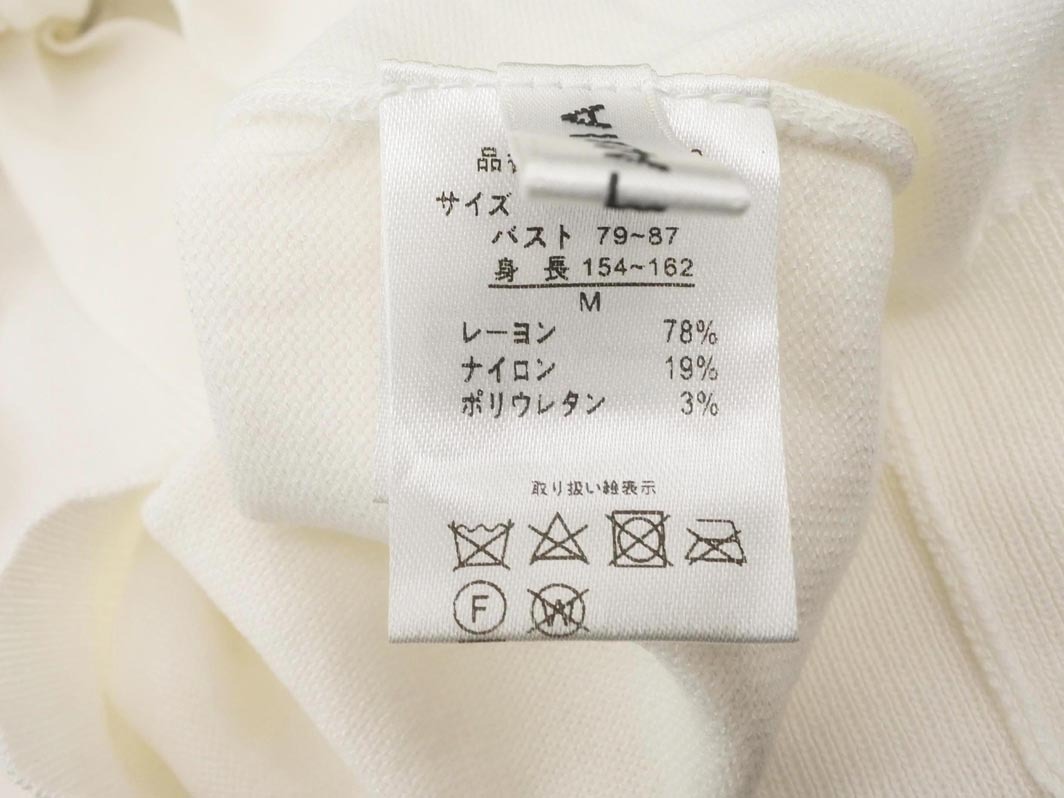 サイズ
バスト 79~87
身 長 154~162
M
レーヨン 78%
ナイロン 19%
ポリウレタン 3%
取り扱い絵表示
F
W